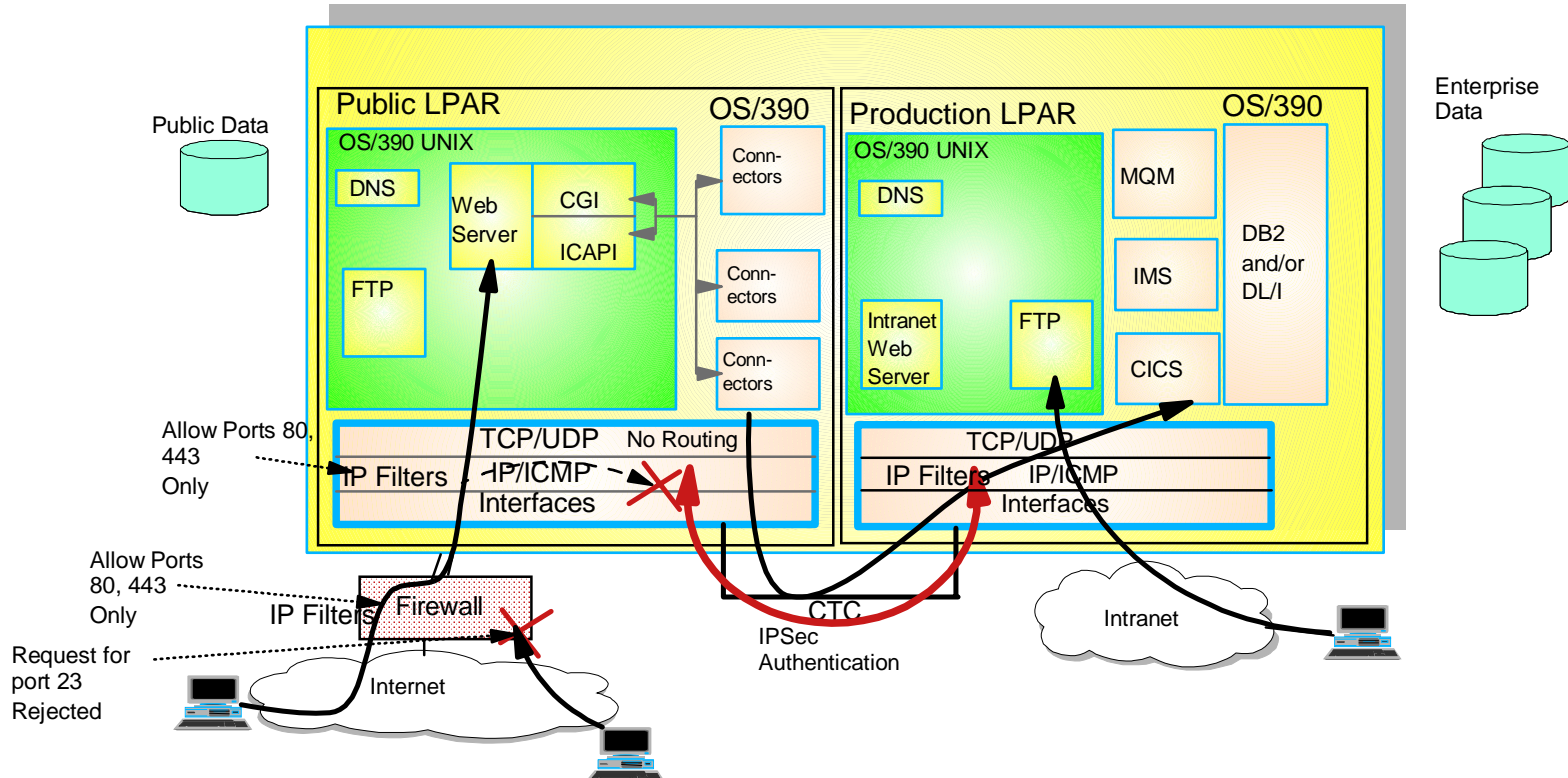 Public Data
Public LPAR
OS/390
OS/390 UNIX
DNS
Web
Server
CGI
ICAPI
FTP
Conn-
ectors
Conn-
ectors
Conn-
ectors
Production LPAR
OS/390
OS/390 UNIX
DNS
Intranet
Web
Server
FTP
MQM
IMS
CICS
DB2
and/or
DL/I
Enterprise
Data
Allow Ports 80,
443
Only
TCP/UDP
No Routing
IP Filters
IP/ICMP
Interfaces
TCP/UDP
IP Filters
IP/ICMP
Interfaces
Allow Ports
80, 443
Only
IP Filters
Firewall
Request for
port 23
Rejected
Internet
CTC
IPSec
Authentication
Intranet